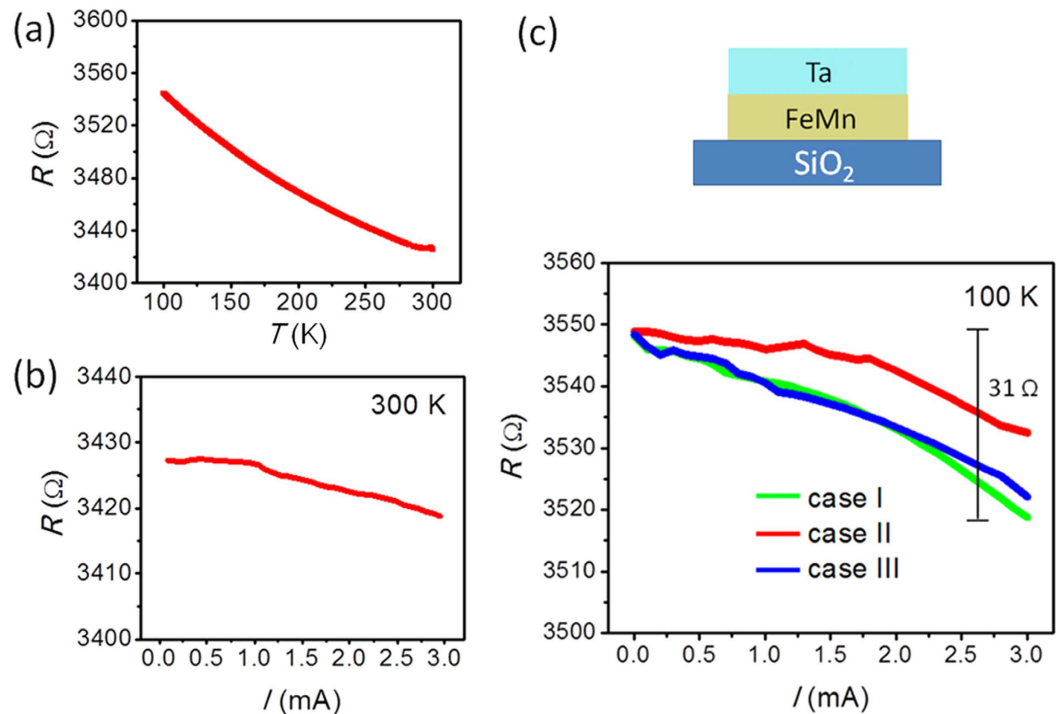 (a)
3600
3560
3520
3480
3440
3400
R (Ω)
100 150 200 250 300
T (K)
(b)
300 K
3440
3430
3420
3410
3400
R (Ω)
0.0 0.5 1.0 1.5 2.0 2.5 3.0
I (mA)
(c)
Ta
FeMn
SiO₂
100 K
31 Ω
3560
3550
3540
3530
3520
3510
3500
R (Ω)
case I
case II
case III
0.0 0.5 1.0 1.5 2.0 2.5 3.0
I (mA)